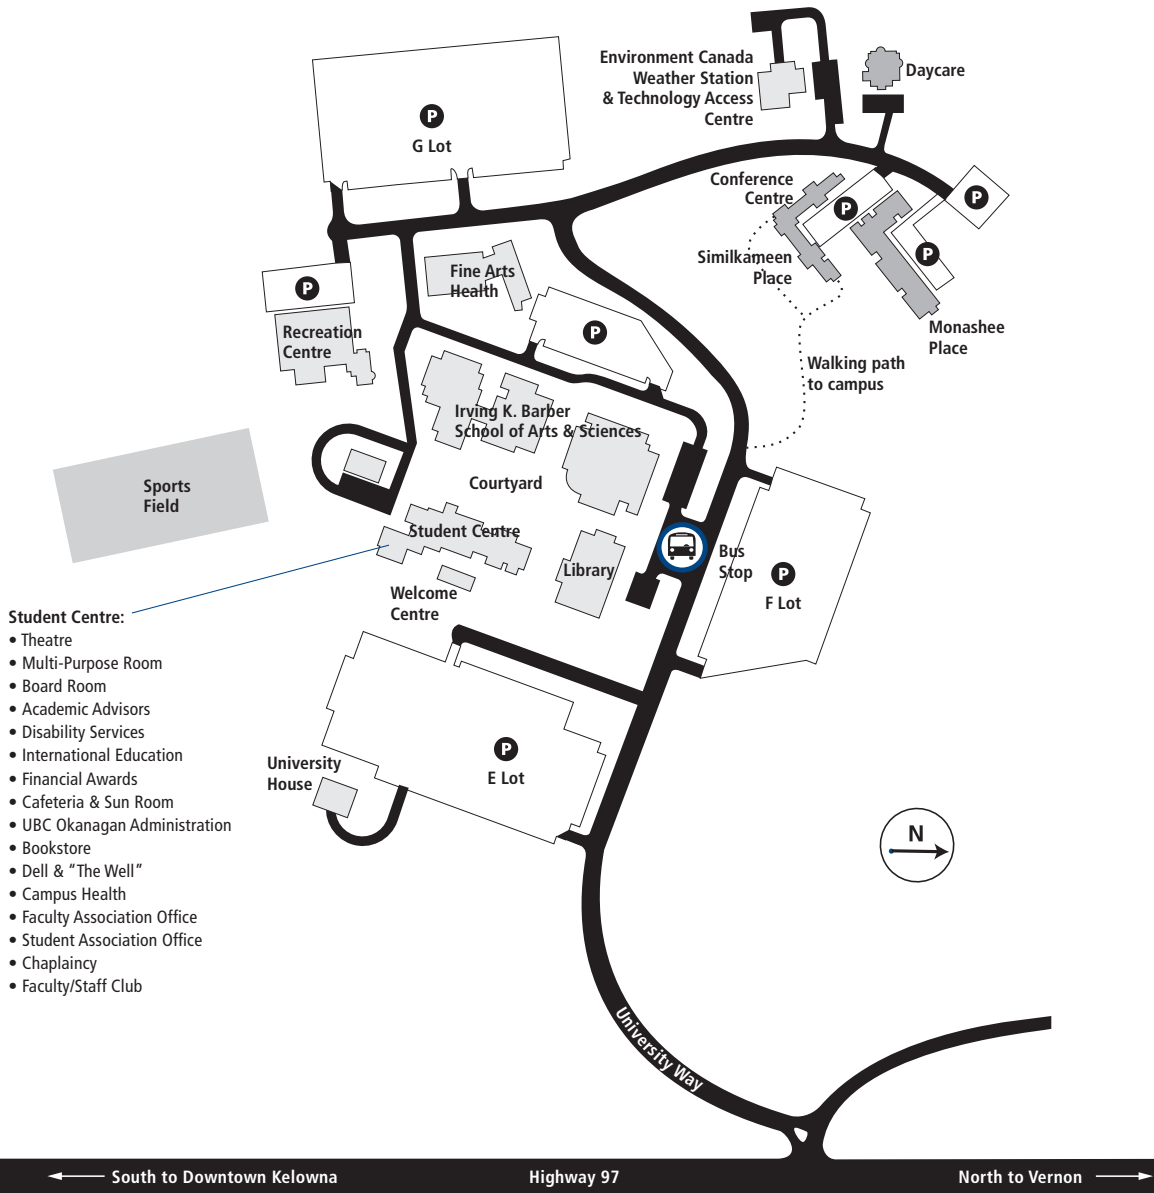 Environment Canada
Weather Station
& Technology Access
Centre
Daycare
P
G Lot
Conference
Centre
P
P
Similkameen
Place
P
Monashee
Place
Fine Arts
Health
P
Recreation
Centre
P
Walking path
to campus
Irving K. Barber
School of Arts & Sciences
Sports
Field
Courtyard
Student Centre
Library
Bus
Stop
P
F Lot
Welcome
Centre
Student Centre:
• Theatre
• Multi-Purpose Room
• Board Room
• Academic Advisors
• Disability Services
• International Education
• Financial Awards
• Cafeteria & Sun Room
• UBC Okanagan Administration
• Bookstore
• Dell & "The Well"
• Campus Health
• Faculty Association Office
• Student Association Office
• Chaplaincy
• Faculty/Staff Club
University
House
P
E Lot
N
University Way
South to Downtown Kelowna
Highway 97
North to Vernon